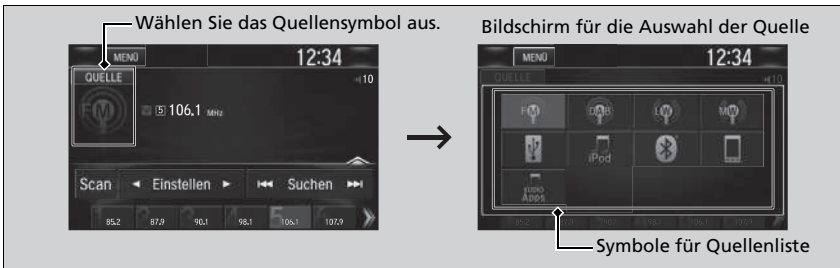 Wählen Sie das Quellensymbol aus.
Bildschirm für die Auswahl der Quelle
MENÜ
12:34
QUELLE
10
FM
5 106.1 MHz
Scan
Einstellen
Suchen
85.2
87.9
90.1
98.1
106.1
107.9
MENÜ
12:34
QUELLE
10
FM
DAB
LW
MW
iPod
AUDIO
Apps
Symbole für Quellenliste